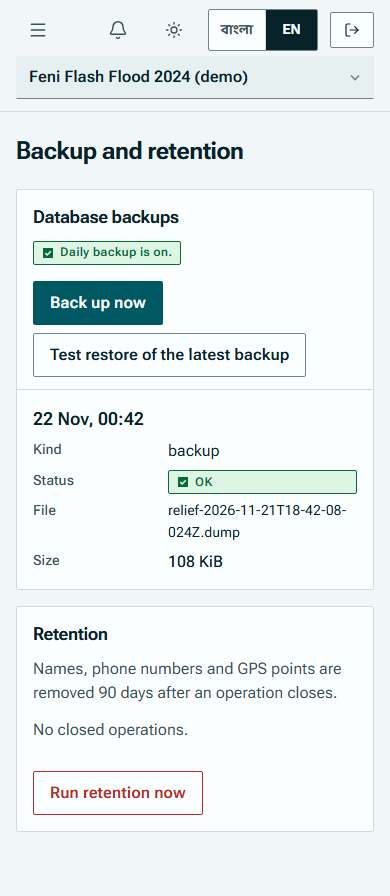 বাংলা
EN
Feni Flash Flood 2024 (demo)
Backup and retention
Database backups
Daily backup is on.
Back up now
Test restore of the latest backup
22 Nov, 00:42
Kind backup
Status OK
File relief-2026-11-21T18-42-08-
024Z.dump
Size 108 KiB
Retention
Names, phone numbers and GPS points are
removed 90 days after an operation closes.
No closed operations.
Run retention now